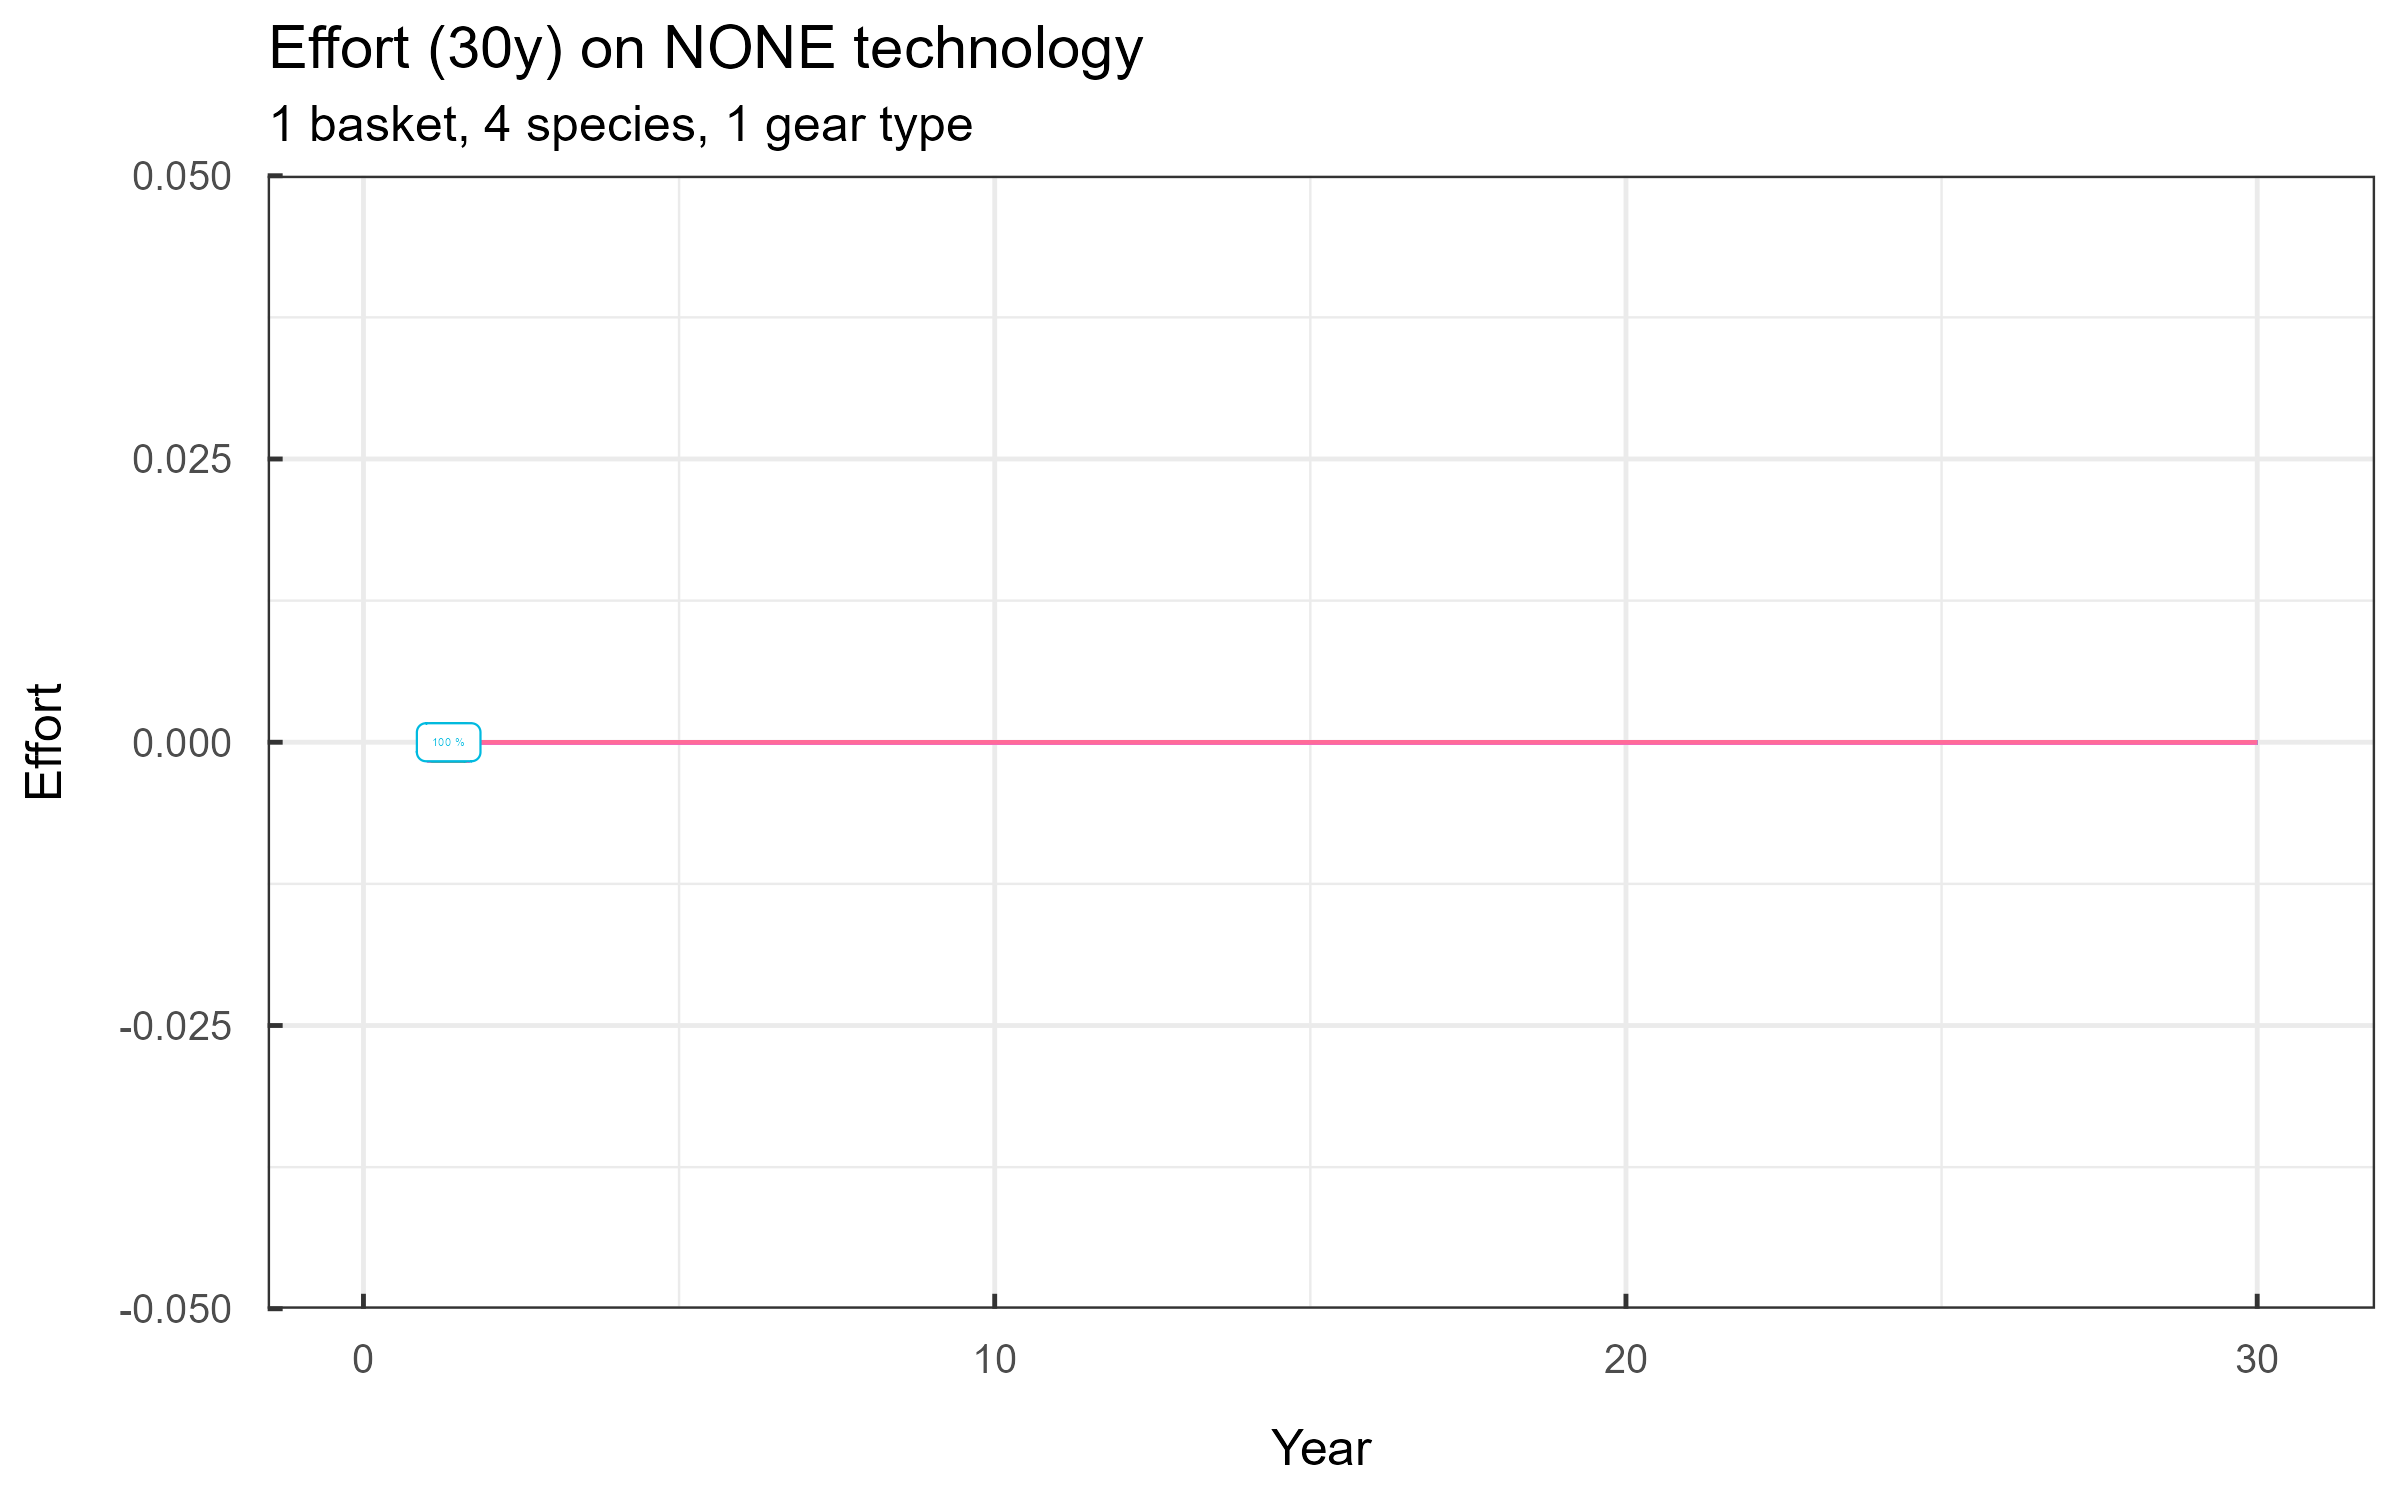 Effort (30y) on NONE technology
1 basket, 4 species, 1 gear type
0.050
0.025
0.000
-0.025
-0.050
Effort
100 %
0
10
20
30
Year